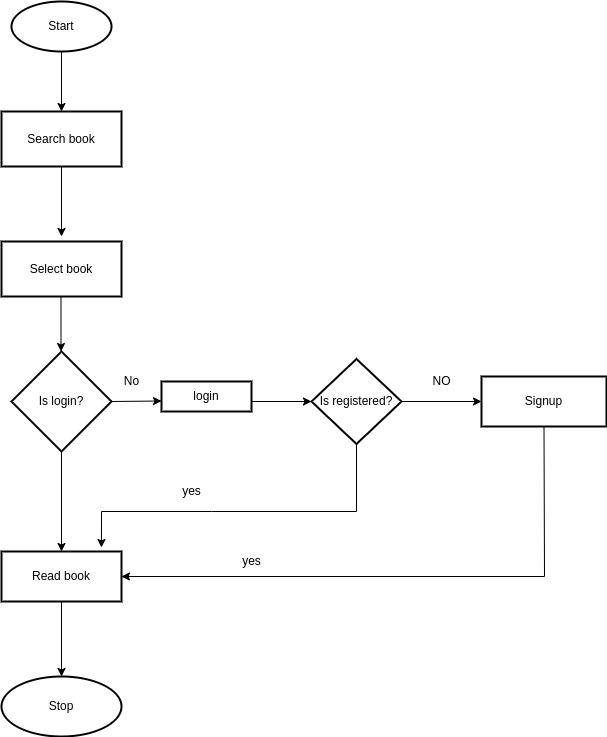 Start
Search book
Select book
Is login?
No
login
Is registered?
NO
Signup
yes
yes
Read book
Stop